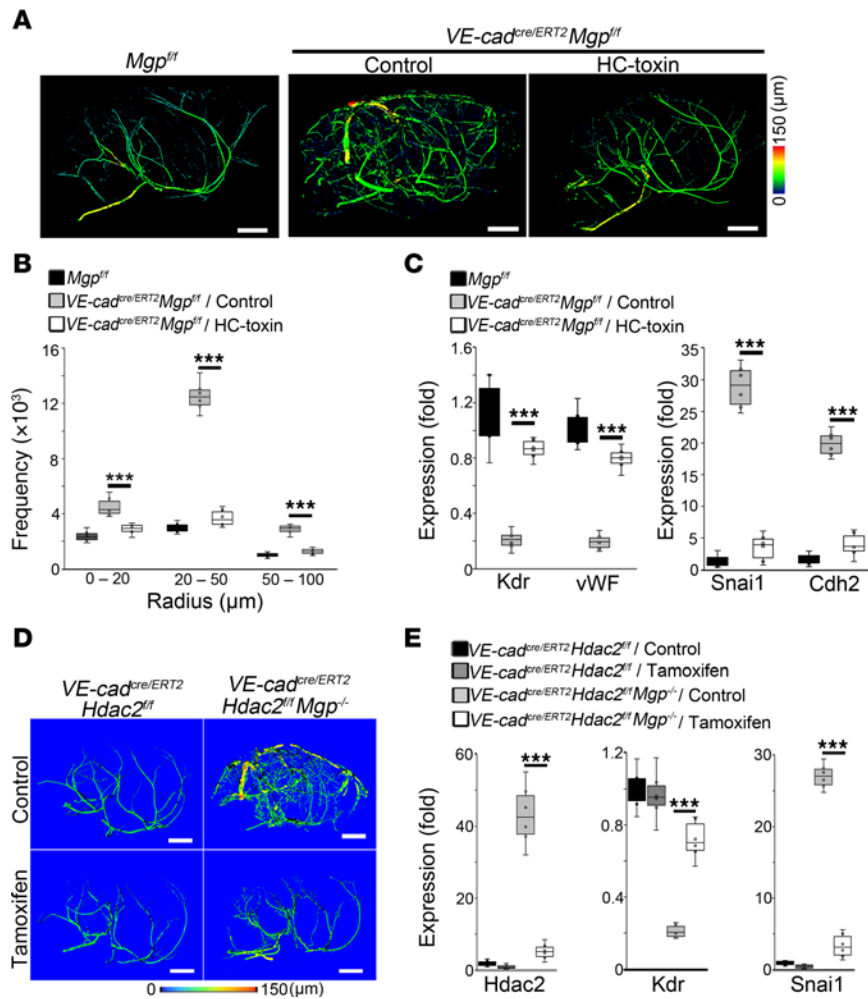 A
VE-cad^cre/ERT2 Mgp^f/f
Mgp^f/f
Control
HC-toxin
150 (μm)
0
B
Mgp^f/f
VE-cad^cre/ERT2 Mgp^f/f / Control
VE-cad^cre/ERT2 Mgp^f/f / HC-toxin
Frequency (×10³)
16
12
8
4
0
***
***
***
0 – 20
20 – 50
50 – 100
Radius (μm)
C
Mgp^f/f
VE-cad^cre/ERT2 Mgp^f/f / Control
VE-cad^cre/ERT2 Mgp^f/f / HC-toxin
Expression (fold)
1.6
1.2
0.8
0.4
0
***
***
Kdr
vWF
Expression (fold)
35
30
25
20
15
10
5
0
***
***
Snai1
Cdh2
D
VE-cad^cre/ERT2
Hdac2^f/f
VE-cad^cre/ERT2
Hdac2^f/f Mgp^-/-
Control
Tamoxifen
0
150 (μm)
E
VE-cad^cre/ERT2 Hdac2^f/f / Control
VE-cad^cre/ERT2 Hdac2^f/f / Tamoxifen
VE-cad^cre/ERT2 Hdac2^f/f Mgp^-/- / Control
VE-cad^cre/ERT2 Hdac2^f/f Mgp^-/- / Tamoxifen
Expression (fold)
60
40
20
0
***
Hdac2
1.2
0.8
0.4
0
***
Kdr
30
20
10
0
***
Snai1